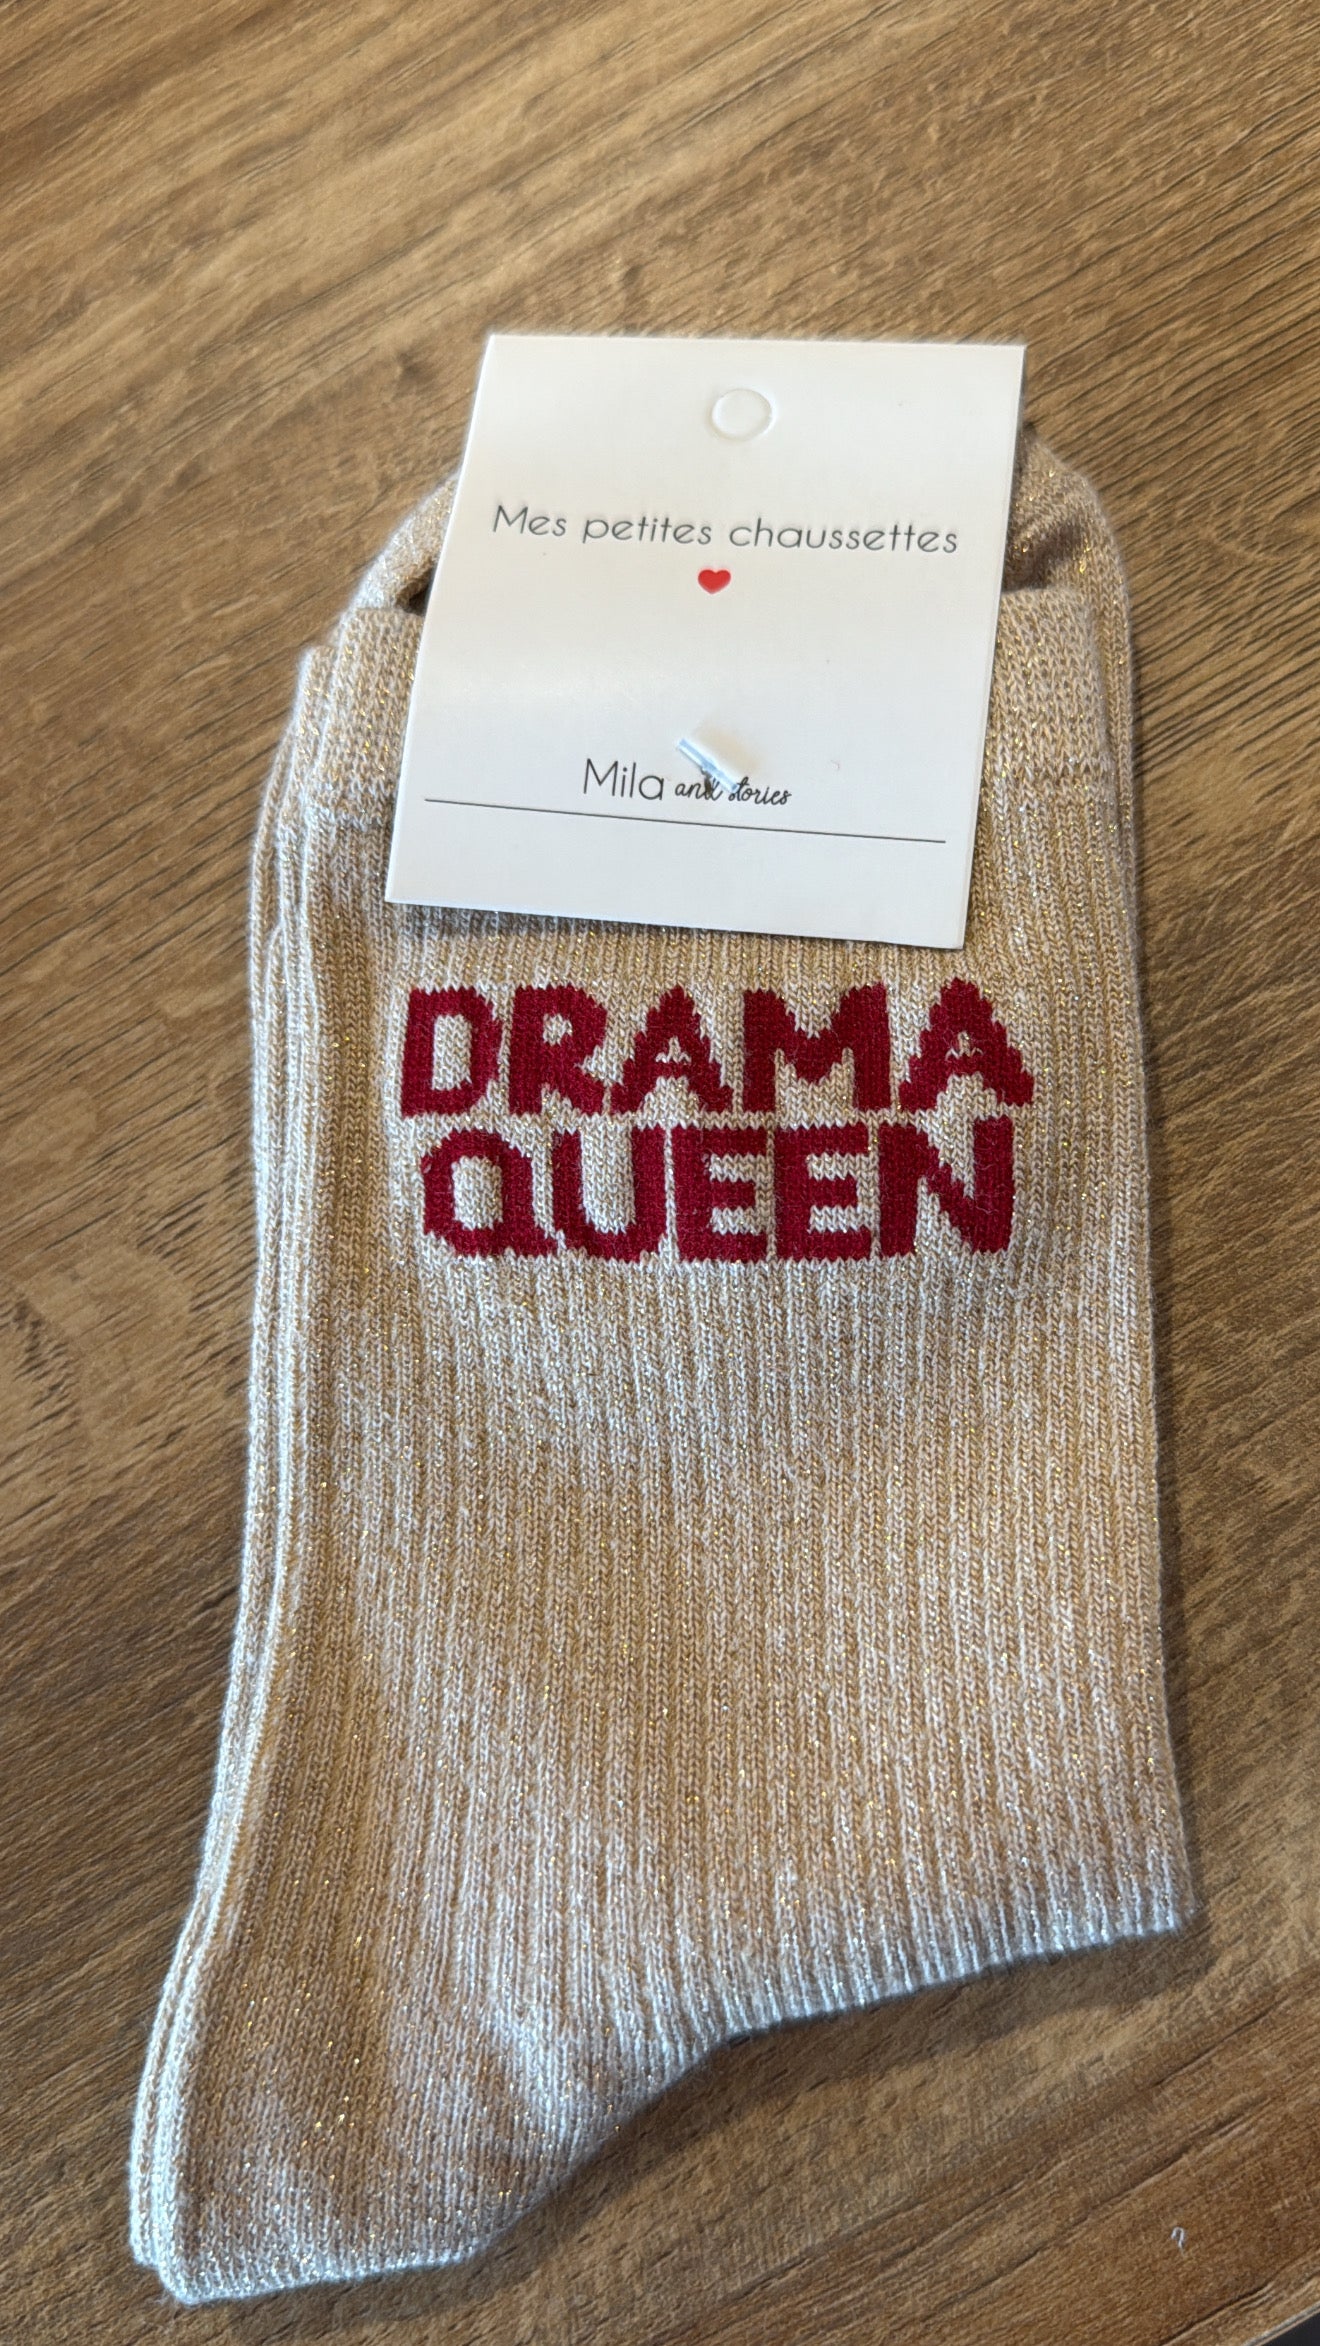 Mes petites chaussettes
Mila and stories
DRAMA
QUEEN